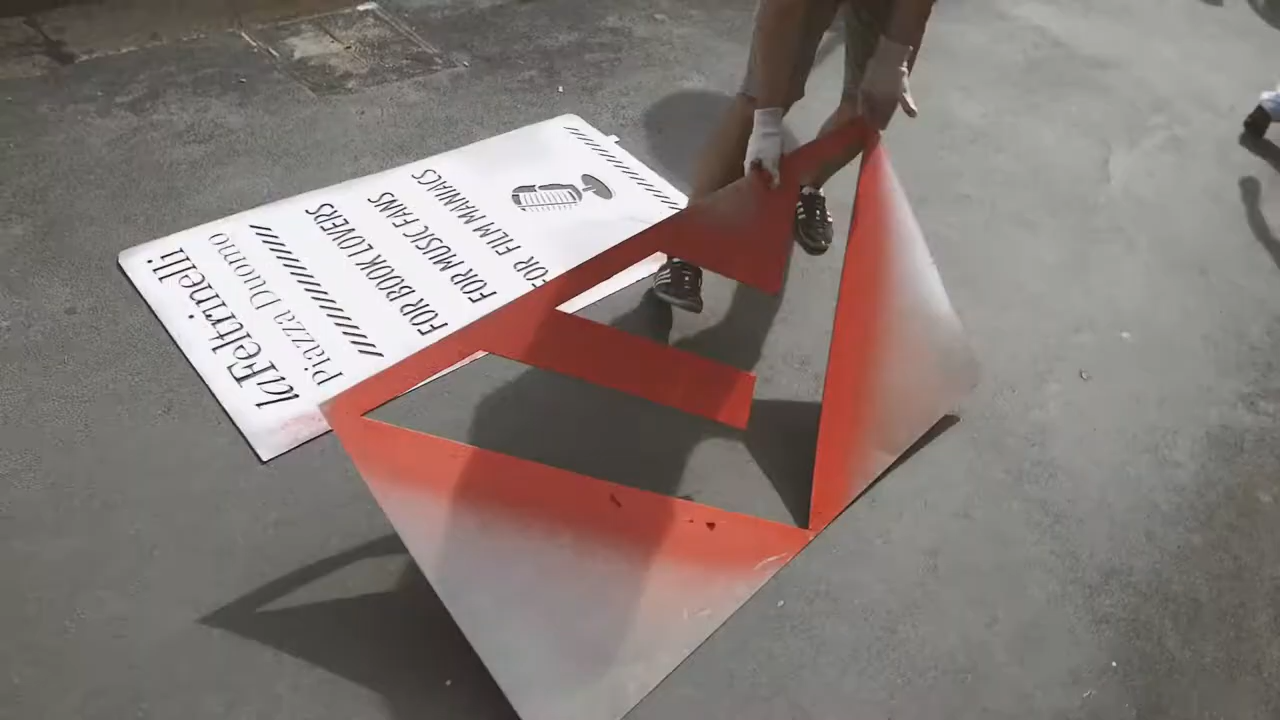 laFeltrinelli
Piazza Duomo
FOR BOOK LOVERS
FOR MUSIC FANS
FOR FILM MANIACS